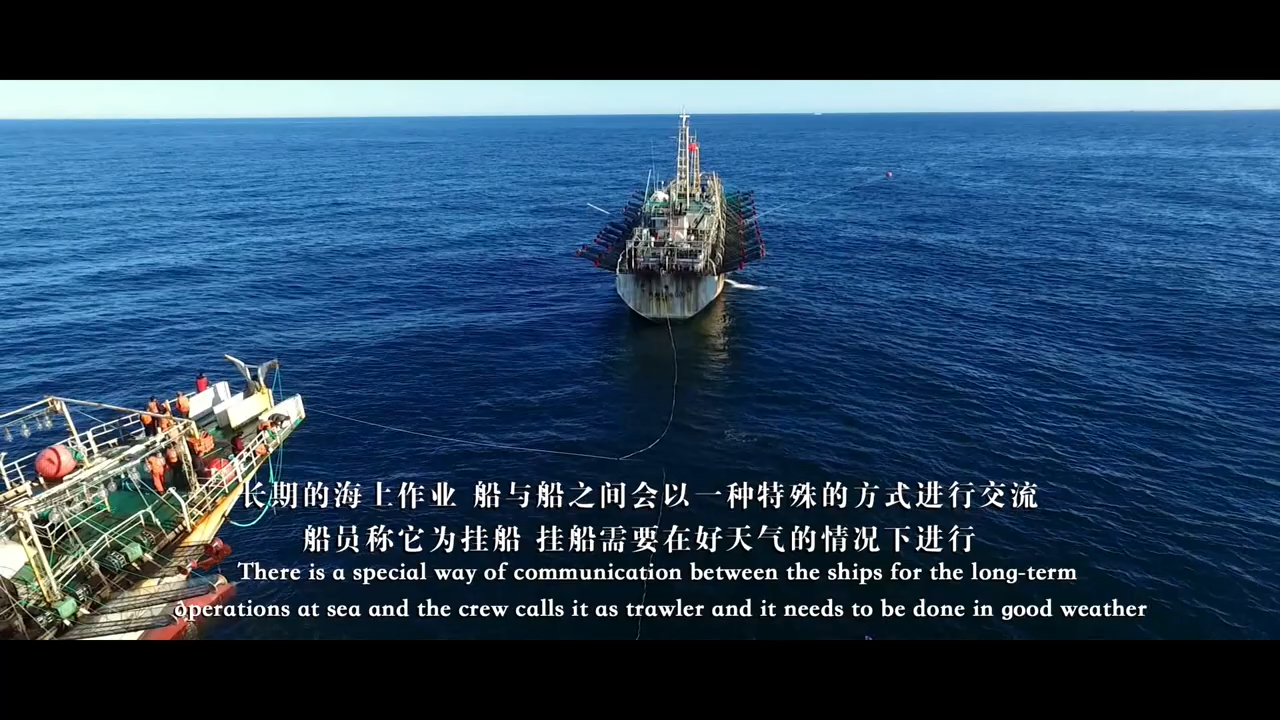 长期的海上作业 船与船之间会以一种特殊的方式进行交流
船员称它为挂船 挂船需要在好天气的情况下进行
There is a special way of communication between the ships for the long-term
operations at sea and the crew calls it as trawler and it needs to be done in good weather